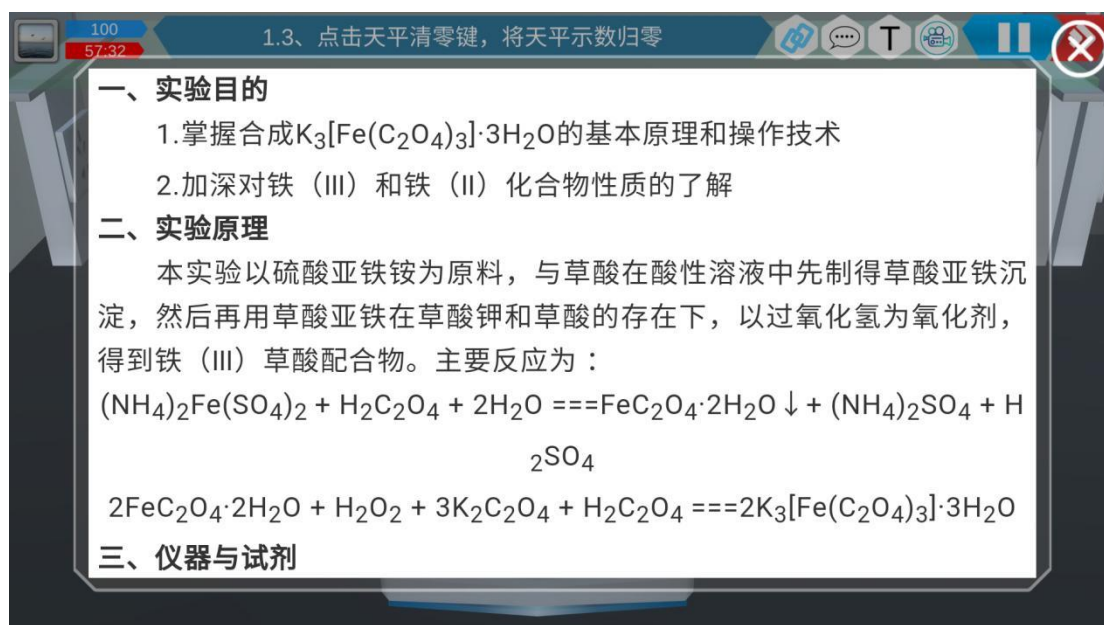 100
57:32
1.3、点击天平清零键，将天平示数归零
T
一、实验目的
1.掌握合成K₃[Fe(C₂O₄)₃]·3H₂O的基本原理和操作技术
2.加深对铁（III）和铁（II）化合物性质的了解
二、实验原理
本实验以硫酸亚铁铵为原料，与草酸在酸性溶液中先制得草酸亚铁沉
淀，然后再用草酸亚铁在草酸钾和草酸的存在下，以过氧化氢为氧化剂，
得到铁（III）草酸配合物。主要反应为：
(NH₄)₂Fe(SO₄)₂ + H₂C₂O₄ + 2H₂O ===FeC₂O₄·2H₂O↓+ (NH₄)₂SO₄ + H
₂SO₄
2FeC₂O₄·2H₂O + H₂O₂ + 3K₂C₂O₄ + H₂C₂O₄ ===2K₃[Fe(C₂O₄)₃]·3H₂O
三、仪器与试剂